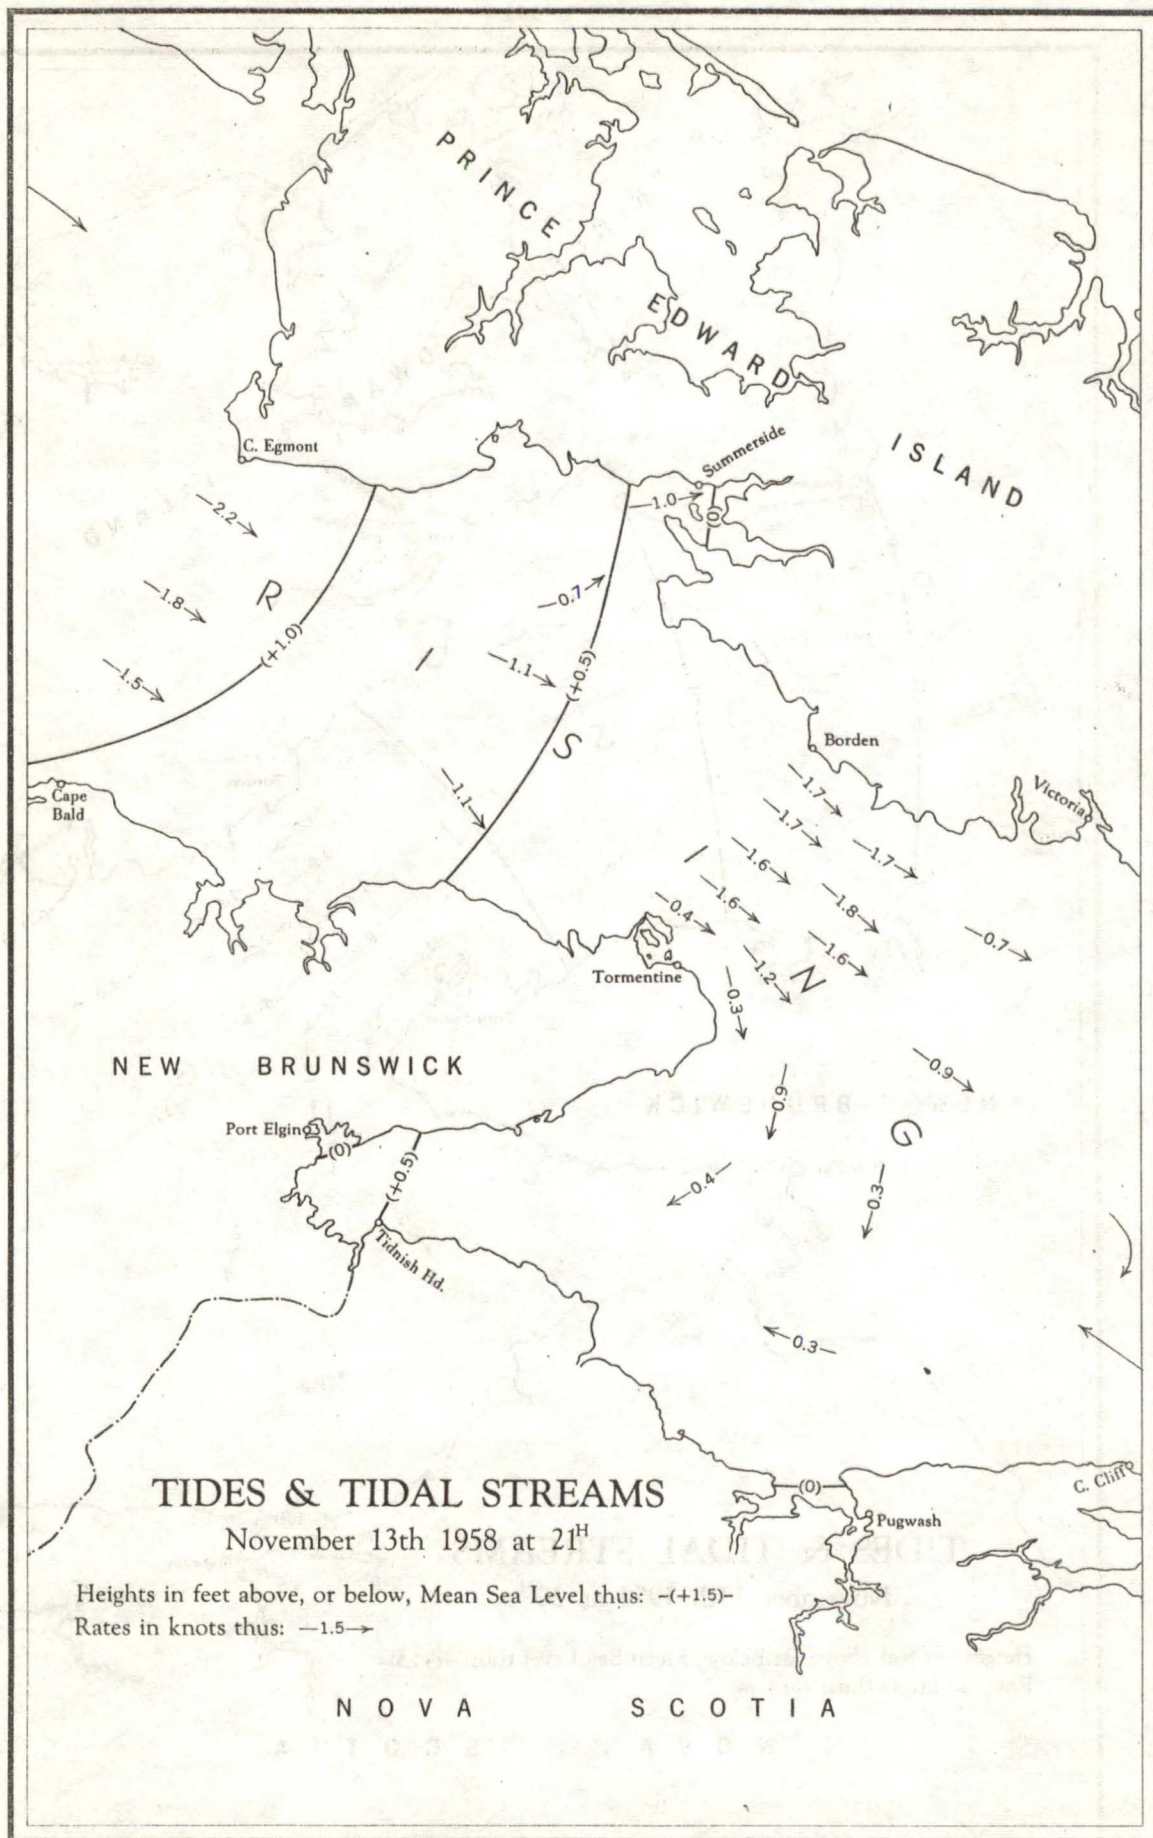 PRINCE
EDWARD
ISLAND
C. Egmont
Summerside
—1.0→
(0)
—2.2→
—1.8→
—1.5→
(+1.0)
—0.7→
—1.1→
(+0.5)
—1.1→
R I S I N G
Cape
Bald
Borden
Victoria
—1.7→
—1.7→
—1.7→
—1.6→
—1.6→
—1.8→
—0.4→
—1.6→
—0.7→
—1.2→
—0.3→
Tormentine
NEW BRUNSWICK
—0.9→
—0.9→
Port Elgin
(0)
(+0.5)
—0.4→
—0.3→
Tidnish Hd.
←0.3—
C. Cliff
(0)
Pugwash
TIDES & TIDAL STREAMS
November 13th 1958 at 21H
Heights in feet above, or below, Mean Sea Level thus: -(+1.5)-
Rates in knots thus: —1.5→
NOVA SCOTIA